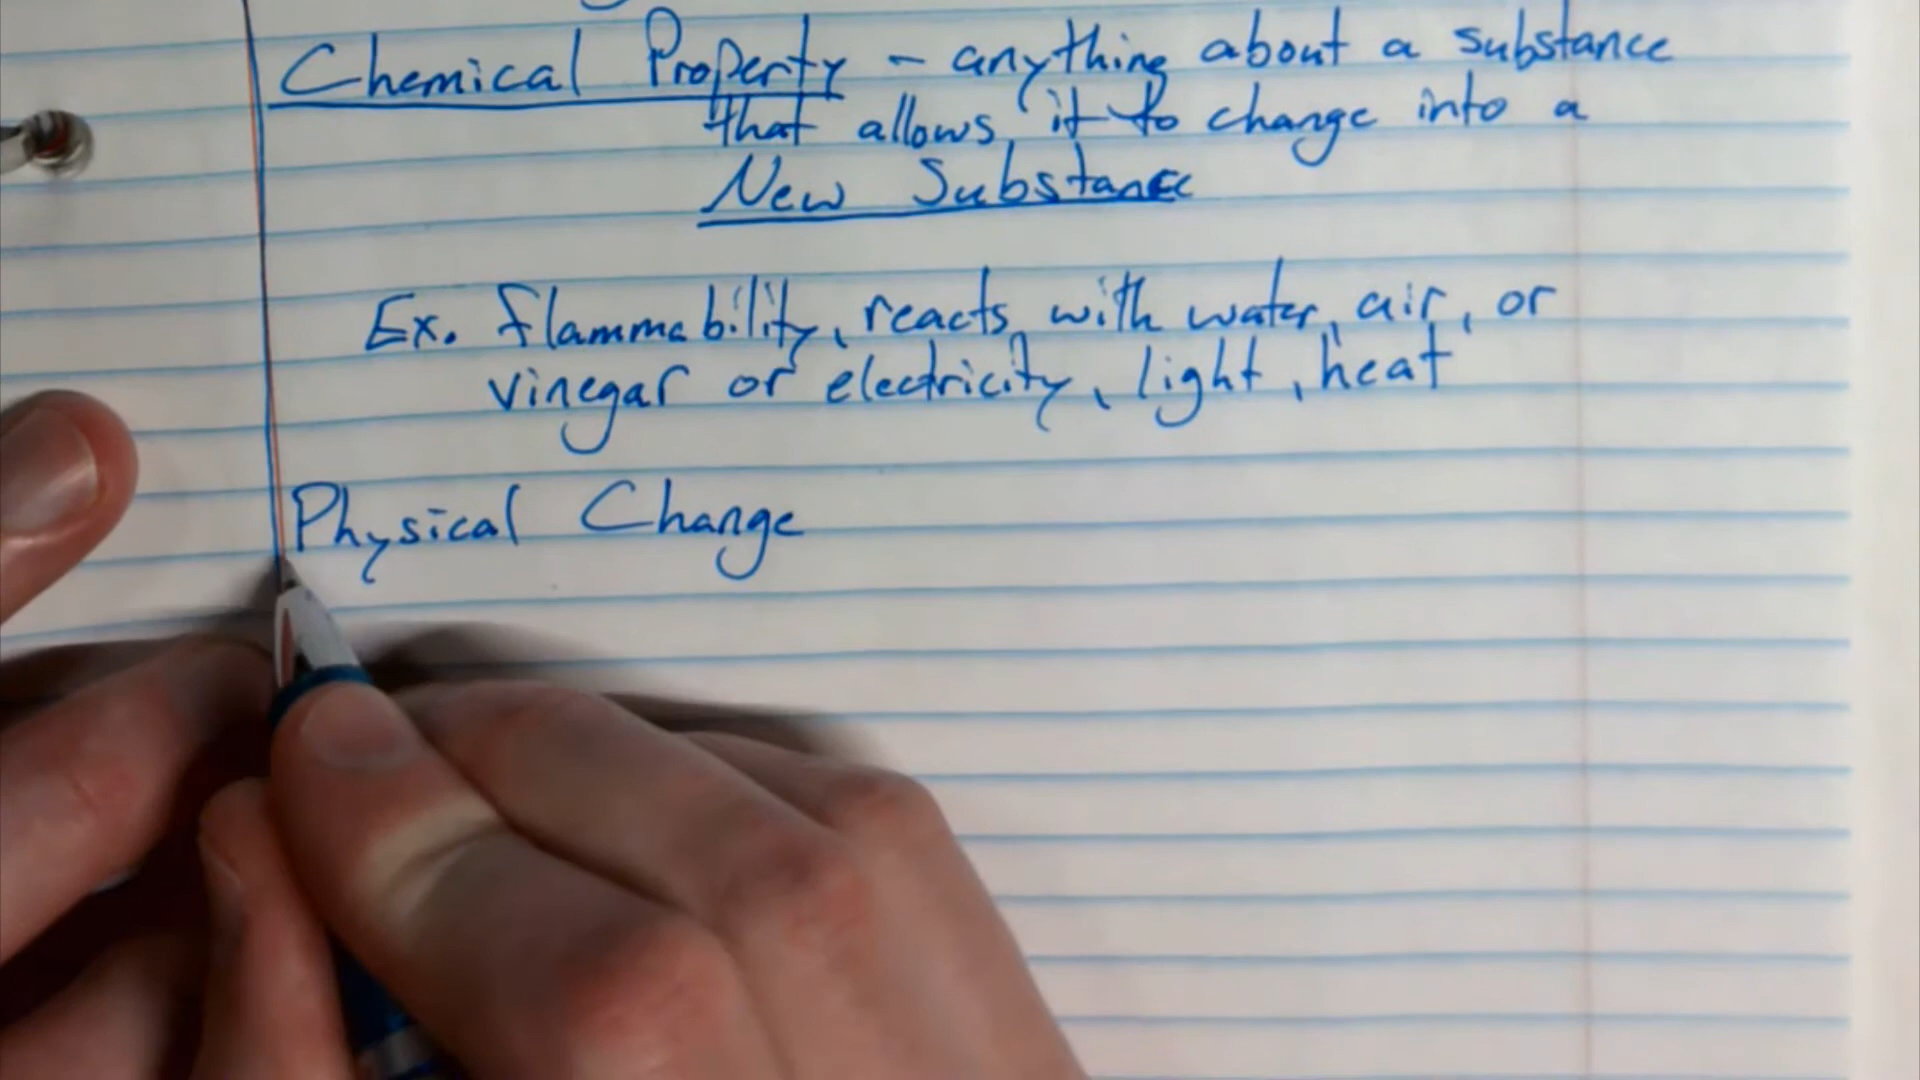 Chemical Property - anything about a substance
that allows it to change into a
New Substance
Ex. flammability, reacts with water, air, or
vinegar or electricity, light, heat
Physical Change